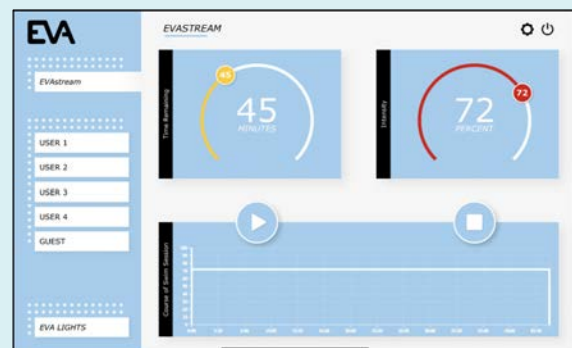 EVA
EVASTREAM
EVAstream
USER 1
USER 2
USER 3
USER 4
GUEST
EVA LIGHTS
Time Remaining
45
45
MINUTES
Intensity
72
72
PERCENT
Course of Swim Session